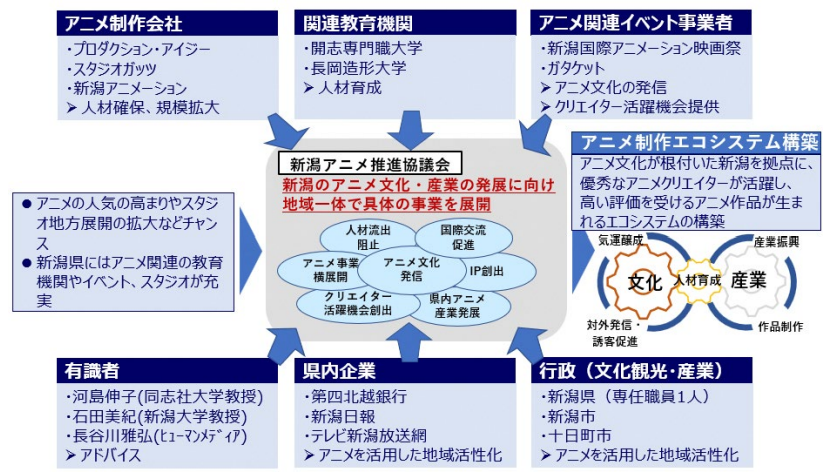 アニメ制作会社
・プロダクション・アイジー
・スタジオガッツ
・新潟アニメーション
➢ 人材確保、規模拡大
関連教育機関
・開志専門職大学
・長岡造形大学
➢ 人材育成
アニメ関連イベント事業者
・新潟国際アニメーション映画祭
・ガタケット
➢ アニメ文化の発信
➢ クリエイター活躍機会提供
● アニメの人気の高まりやスタジ
オ地方展開の拡大などチャン
ス
● 新潟県にはアニメ関連の教育
機関やイベント、スタジオが充
実
新潟アニメ推進協議会
新潟のアニメ文化・産業の発展に向け
地域一体で具体の事業を展開
人材流出
阻止
国際交流
促進
アニメ事業
横展開
アニメ文化
発信
IP創出
クリエイター
活躍機会創出
県内アニメ
産業発展
アニメ制作エコシステム構築
アニメ文化が根付いた新潟を拠点に、
優秀なアニメクリエイターが活躍し、
高い評価を受けるアニメ作品が生ま
れるエコシステムの構築
気運醸成
産業振興
文化
人材育成
産業
対外発信・
誘客促進
作品制作
有識者
・河島伸子(同志社大学教授)
・石田美紀(新潟大学教授)
・長谷川雅弘(ﾋｭｰﾏﾝﾒﾃﾞｨｱ)
➢ アドバイス
県内企業
・第四北越銀行
・新潟日報
・テレビ新潟放送網
➢ アニメを活用した地域活性化
行政（文化観光・産業）
・新潟県（専任職員1人）
・新潟市
・十日町市
➢ アニメを活用した地域活性化